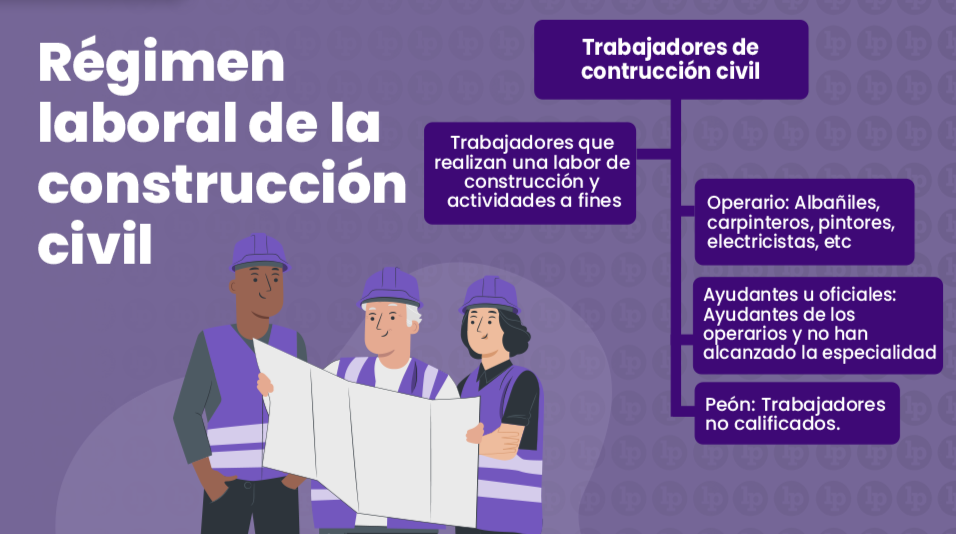 Régimen
laboral de la
construcción
civil
Trabajadores de
contrucción civil
Trabajadores que
realizan una labor de
construcción y
actividades a fines
Operario: Albañiles,
carpinteros, pintores,
electricistas, etc
Ayudantes u oficiales:
Ayudantes de los
operarios y no han
alcanzado la especialidad
Peón: Trabajadores
no calificados.